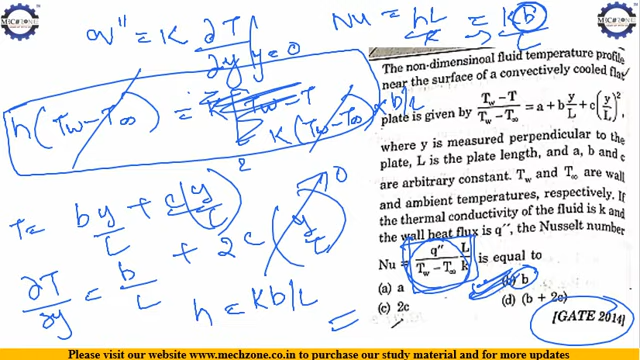 MECHZONE
q'' = K ∂T/∂y | y=0
Nu = hL/K = K b/L
h(Tw-T∞) = K(Tw-T∞) × b/L
T = by/L + c(y/L)²
∂T/∂y = b/L + 2c(y/L) → 0
h = Kb/L
=
The non-dimensinoal fluid temperature profile
near the surface of a convectively cooled flat
plate is given by (Tw − T)/(Tw − T∞) = a + b y/L + c(y/L)²,
where y is measured perpendicular to the
plate, L is the plate length, and a, b and c
are arbitrary constant. Tw and T∞ are wall
and ambient temperatures, respectively. If
the thermal conductivity of the fluid is k and
the wall heat flux is q'', the Nusselt number
Nu = q''/(Tw − T∞) L/k is equal to
(a) a (b) b
(c) 2c (d) (b + 2c)
[GATE 2014]
Please visit our website www.mechzone.co.in to purchase our study material and for more updates